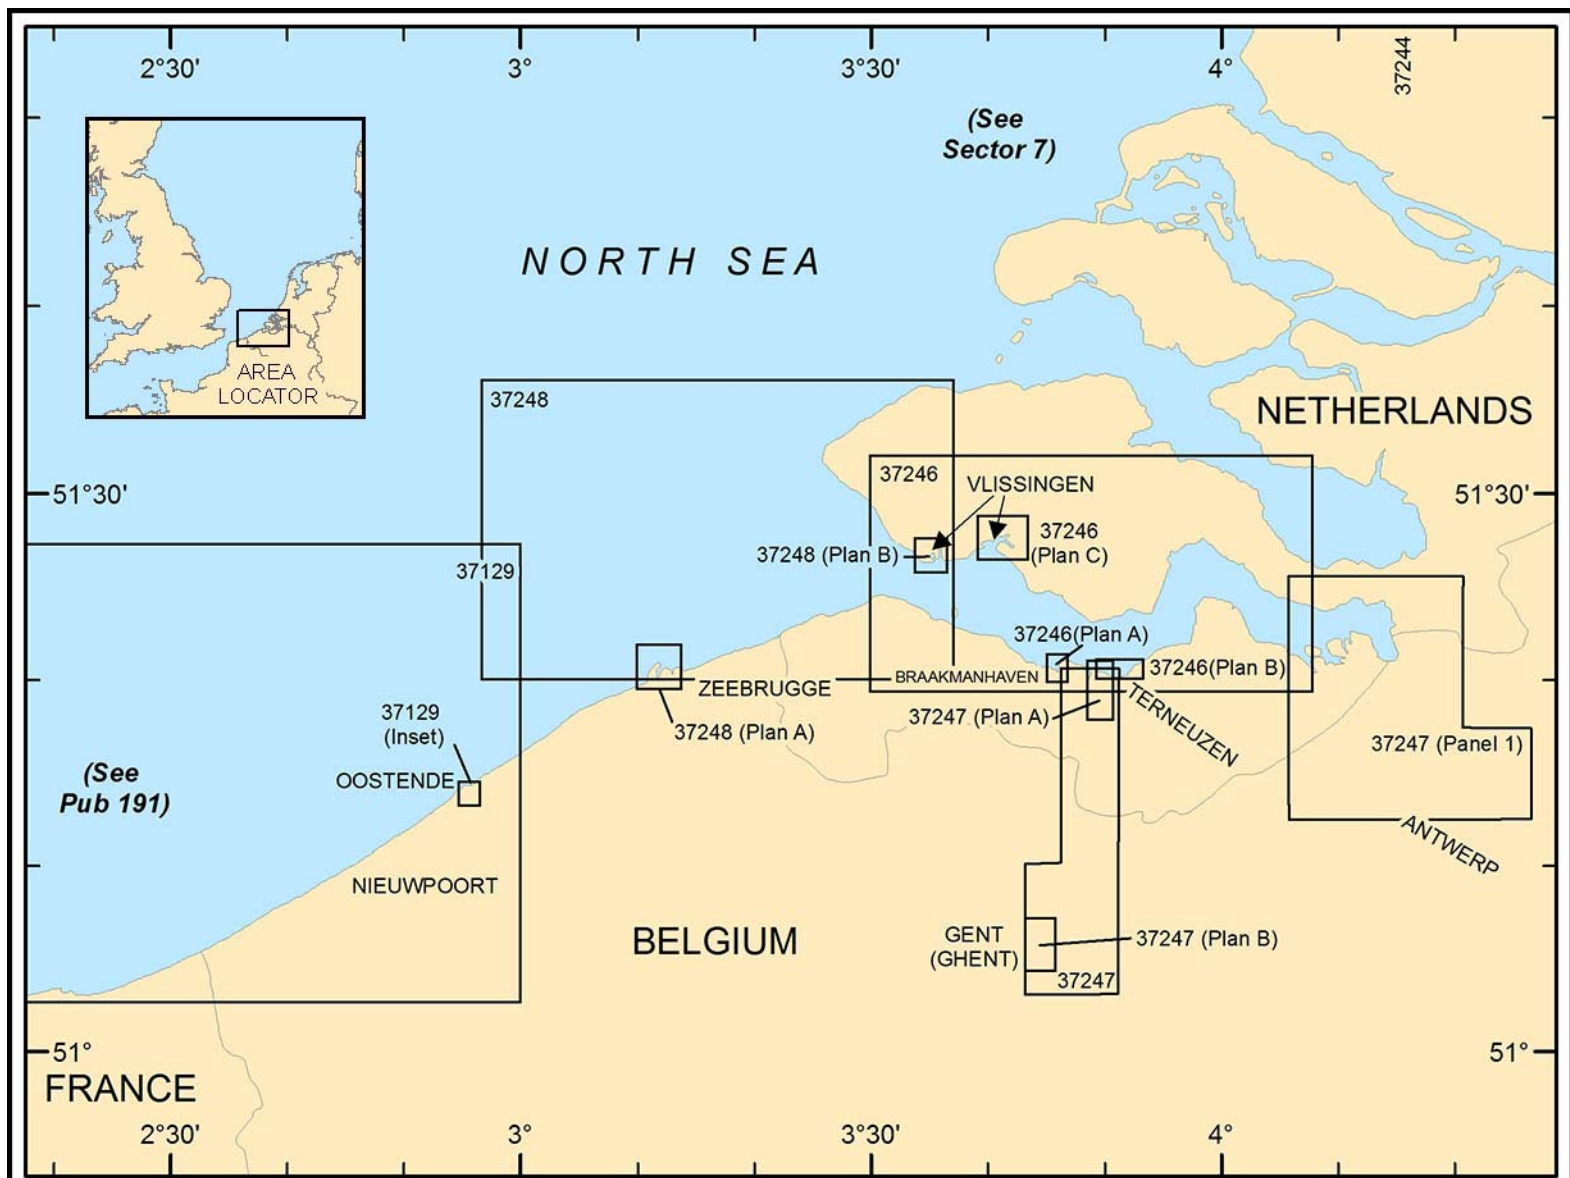 2°30'
3°
3°30'
4°
37244
(See
Sector 7)
NORTH SEA
AREA
LOCATOR
37248
NETHERLANDS
37246
VLISSINGEN
51°30'
51°30'
37246
(Plan C)
37248 (Plan B)
37129
37246(Plan A)
37246(Plan B)
BRAAKMANHAVEN
ZEEBRUGGE
TERNEUZEN
37247 (Plan A)
37129
(Inset)
37248 (Plan A)
37247 (Panel 1)
OOSTENDE
(See
Pub 191)
ANTWERP
NIEUWPOORT
BELGIUM
GENT
(GHENT)
37247 (Plan B)
37247
51°
51°
FRANCE
2°30'
3°
3°30'
4°